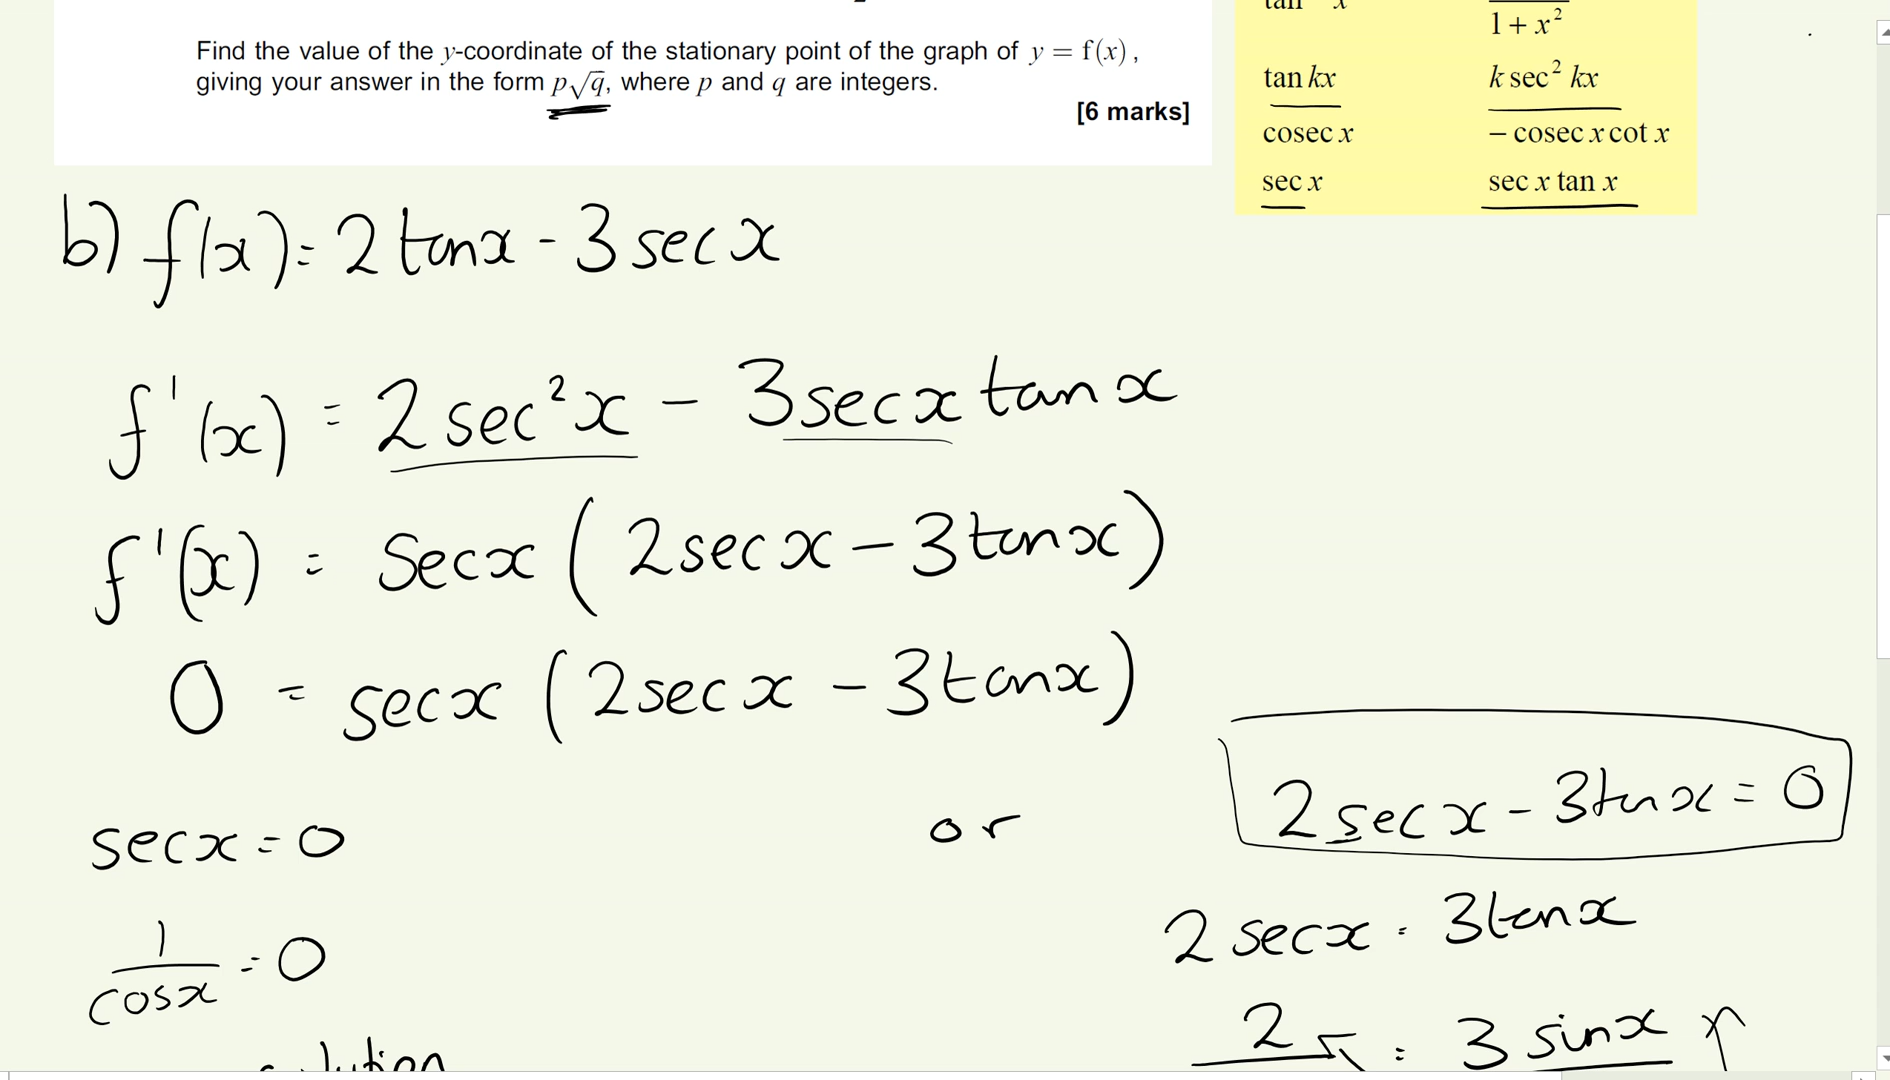 Find the value of the y-coordinate of the stationary point of the graph of y = f(x),
giving your answer in the form p√q, where p and q are integers.
[6 marks]
1 + x²
tan kx k sec² kx
cosec x − cosec x cot x
sec x sec x tan x
b) f(x) = 2 tan x - 3 sec x
f'(x) = 2 sec² x - 3 sec x tan x
f'(x) = sec x ( 2 sec x - 3 tan x )
0 = sec x ( 2 sec x - 3 tan x )
sec x = 0 or 2 sec x - 3 tan x = 0
1/cos x = 0
2 sec x = 3 tan x
2 = 3 sin x